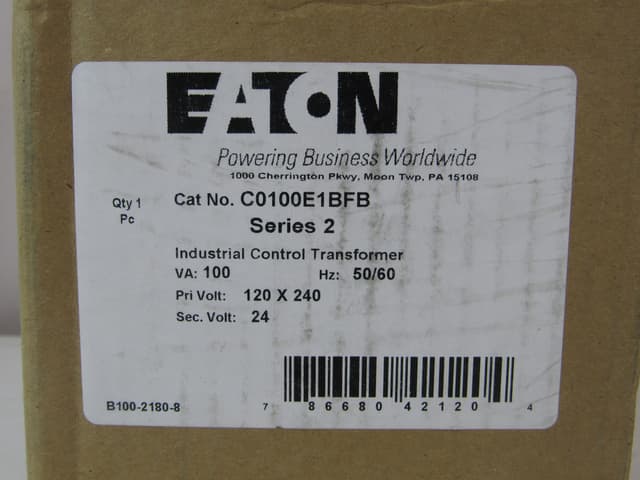 EATON
Powering Business Worldwide
1000 Cherrington Pkwy, Moon Twp, PA 15108
Qty 1 Cat No. C0100E1BFB
Pc
Series 2
Industrial Control Transformer
VA: 100 Hz: 50/60
Pri Volt: 120 X 240
Sec. Volt: 24
B100-2180-8 7 86680 42120 4